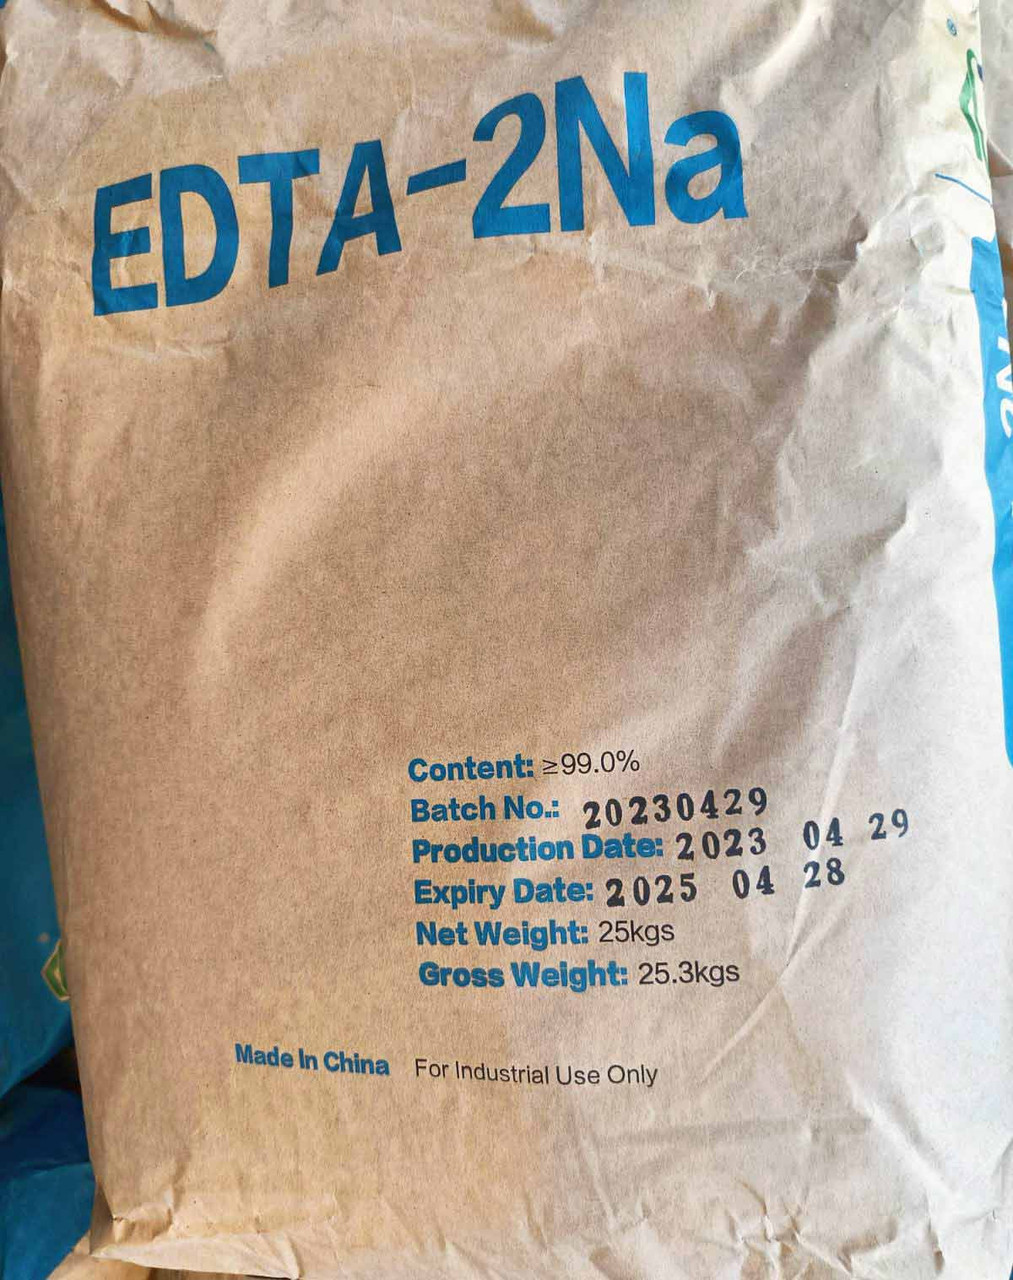 EDTA-2Na
Content: ≥99.0%
Batch No.: 20230429
Production Date: 2023 04 29
Expiry Date: 2025 04 28
Net Weight: 25kgs
Gross Weight: 25.3kgs
Made In China For Industrial Use Only